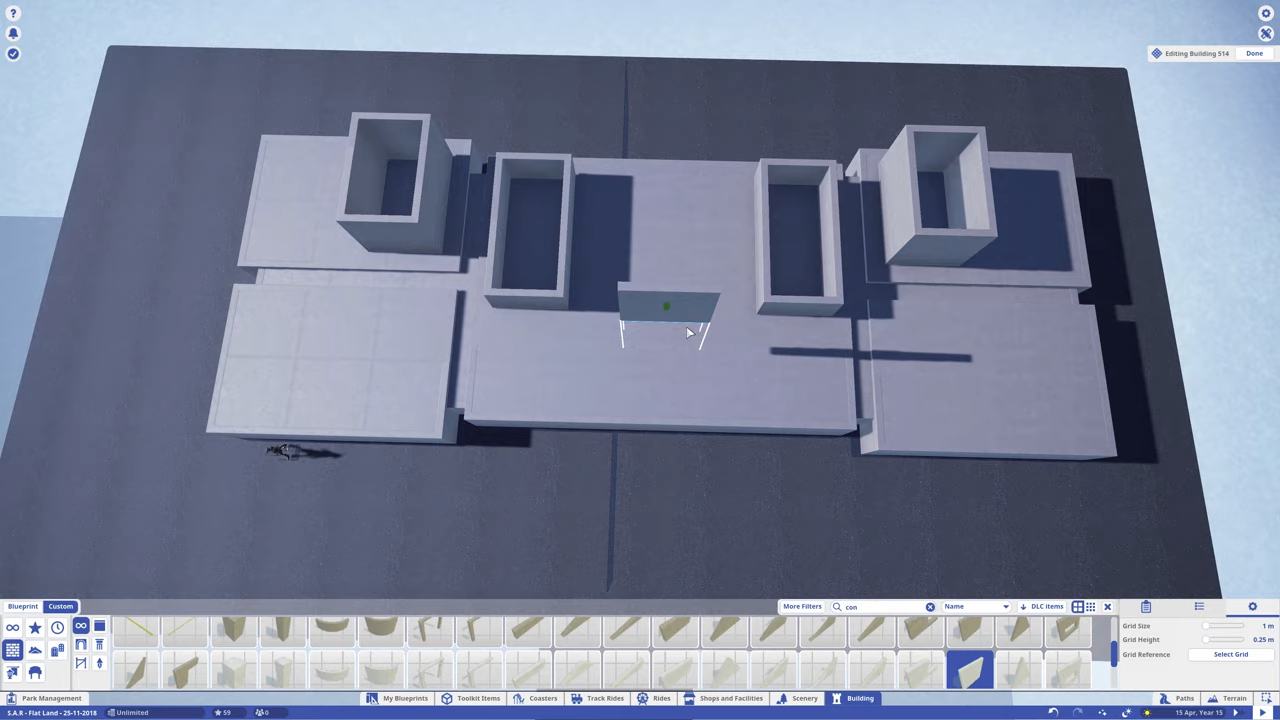 ?
Editing Building 514 Done
Blueprint Custom
More Filters con Name DLC items
Grid Size 1 m
Grid Height 0.25 m
Grid Reference Select Grid
Park Management My Blueprints Toolkit Items Coasters Track Rides Rides Shops and Facilities Scenery Building Paths Terrain
S.A.R - Flat Land - 25-11-2018 Unlimited 59 0 15 Apr, Year 15